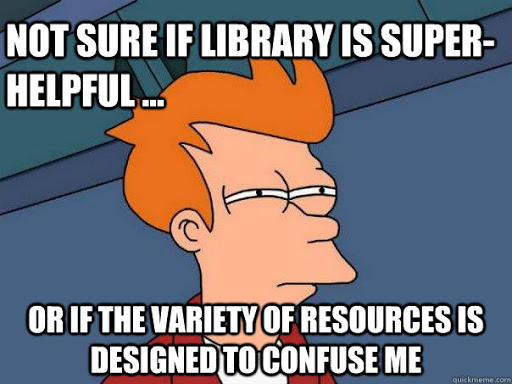 NOT SURE IF LIBRARY IS SUPER-
HELPFUL ...
OR IF THE VARIETY OF RESOURCES IS
DESIGNED TO CONFUSE ME
quickmeme.com